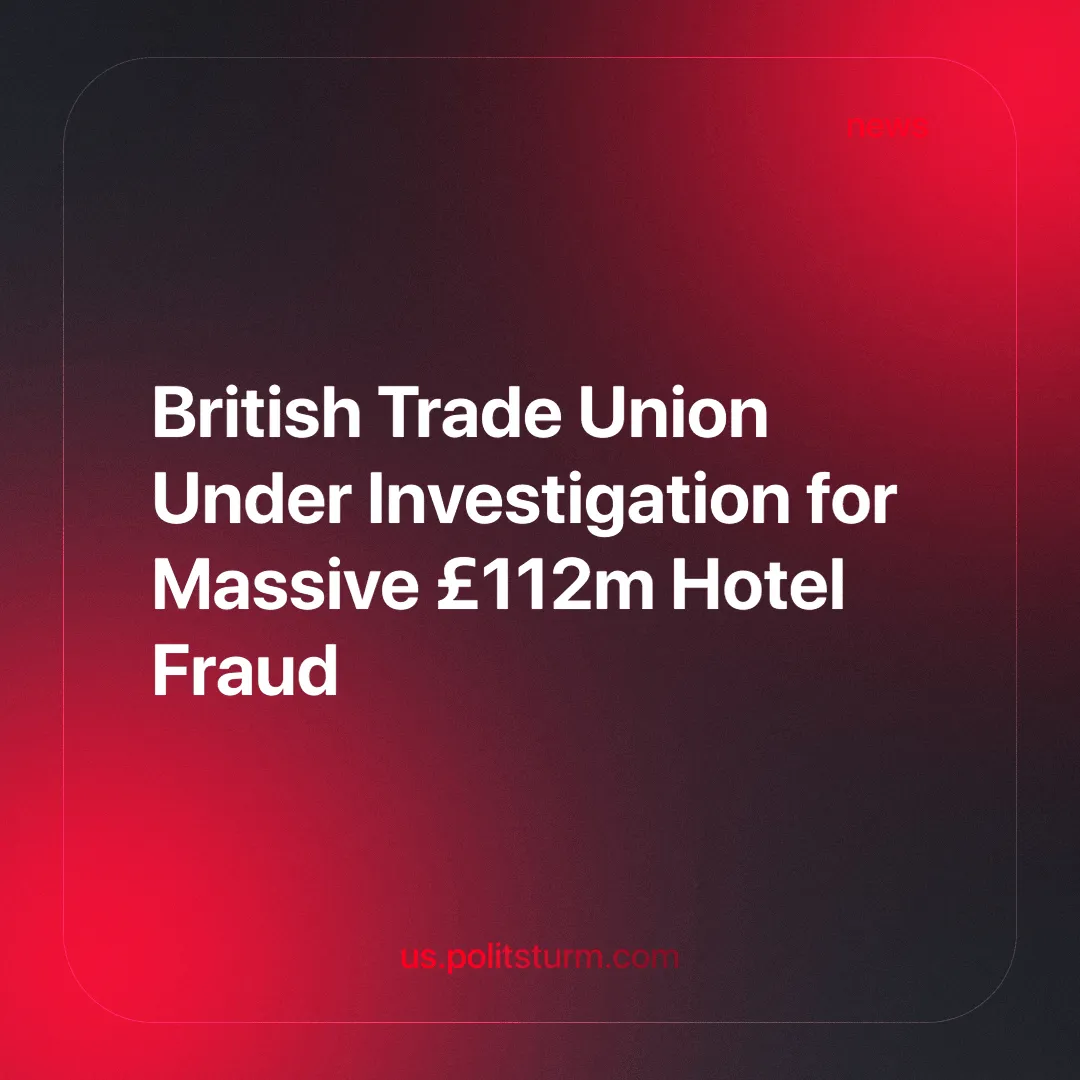 news
British Trade Union
Under Investigation for
Massive £112m Hotel
Fraud
us.politsturm.com